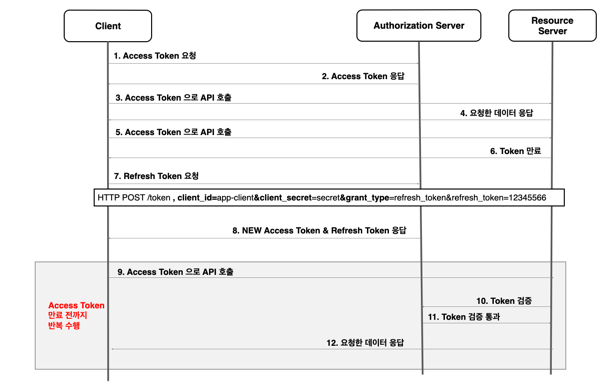 Client
Authorization Server
Resource
Server
1. Access Token 요청
2. Access Token 응답
3. Access Token 으로 API 호출
4. 요청한 데이터 응답
5. Access Token 으로 API 호출
6. Token 만료
7. Refresh Token 요청
HTTP POST /token , client_id=app-client&client_secret=secret&grant_type=refresh_token&refresh_token=12345566
8. NEW Access Token & Refresh Token 응답
9. Access Token 으로 API 호출
Access Token
만료 전까지
반복 수행
10. Token 검증
11. Token 검증 통과
12. 요청한 데이터 응답